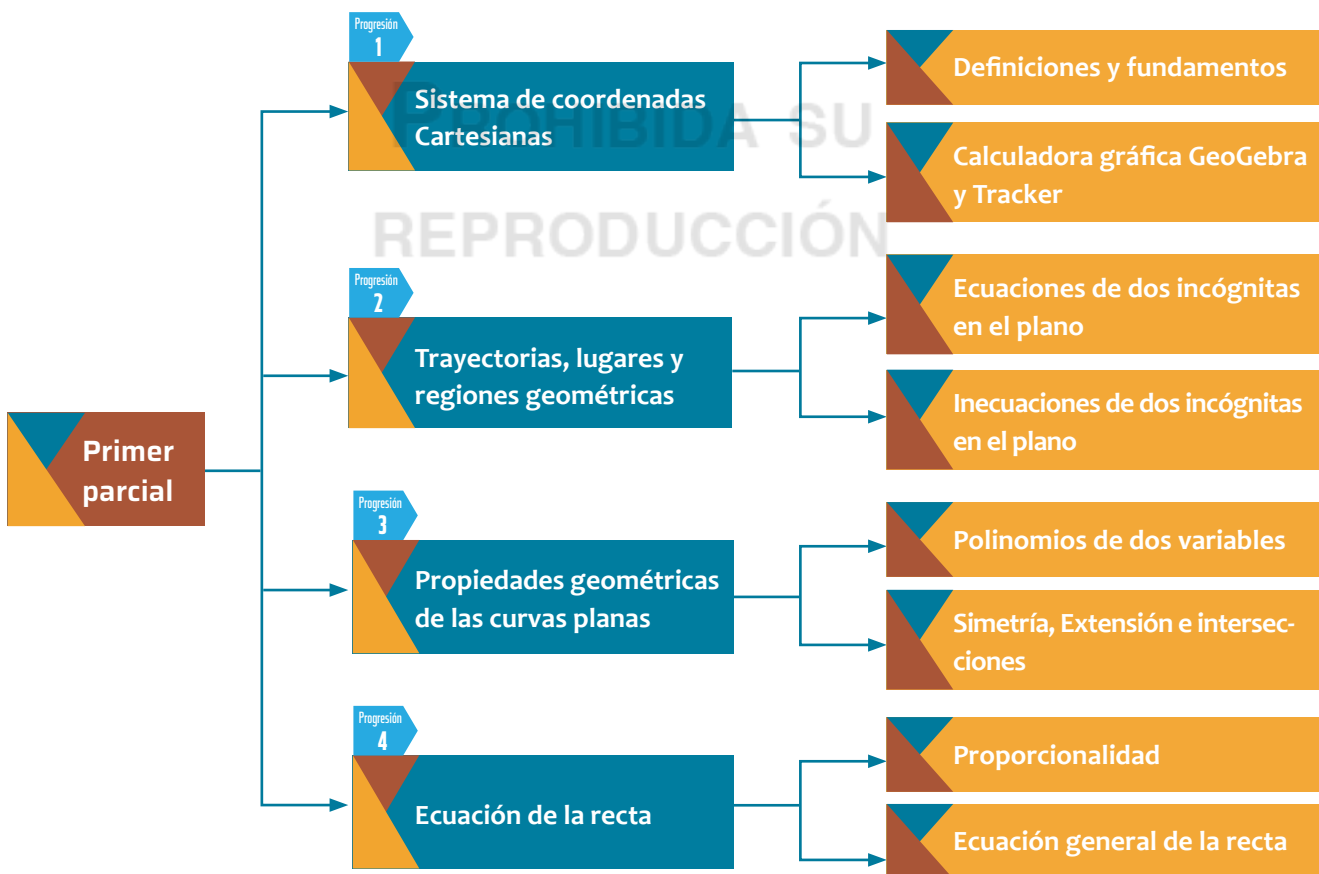 Primer
parcial
Progresión
1
Sistema de coordenadas
Cartesianas
Definiciones y fundamentos
Calculadora gráfica GeoGebra
y Tracker
PROHIBIDA SU
REPRODUCCIÓN
Progresión
2
Trayectorias, lugares y
regiones geométricas
Ecuaciones de dos incógnitas
en el plano
Inecuaciones de dos incógnitas
en el plano
Progresión
3
Propiedades geométricas
de las curvas planas
Polinomios de dos variables
Simetría, Extensión e intersec-
ciones
Progresión
4
Ecuación de la recta
Proporcionalidad
Ecuación general de la recta